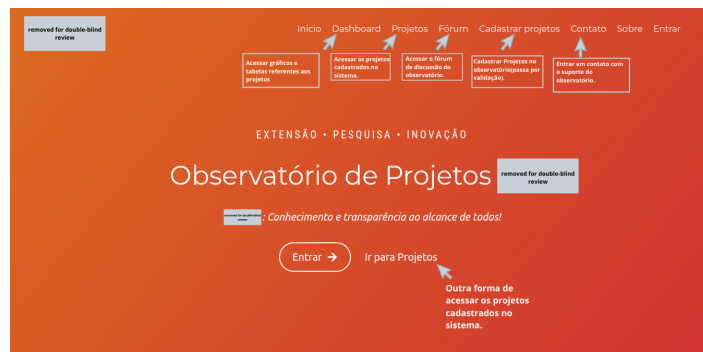 removed for double-blind
review
Início Dashboard Projetos Fórum Cadastrar projetos Contato Sobre Entrar
Acessar gráficos e
tabelas referentes aos
projetos
Acessar os projetos
cadastrados no
sistema.
Acessar o fórum
de discussão do
observatório.
Cadastrar Projetos no
observatório(passa por
validação).
Entrar em contato com
o suporte do
observatório.
EXTENSÃO • PESQUISA • INOVAÇÃO
Observatório de Projetos
removed for double-blind
review
removed for double-blind
review
: Conhecimento e transparência ao alcance de todos!
Entrar → Ir para Projetos
Outra forma de
acessar os projetos
cadastrados no
sistema.